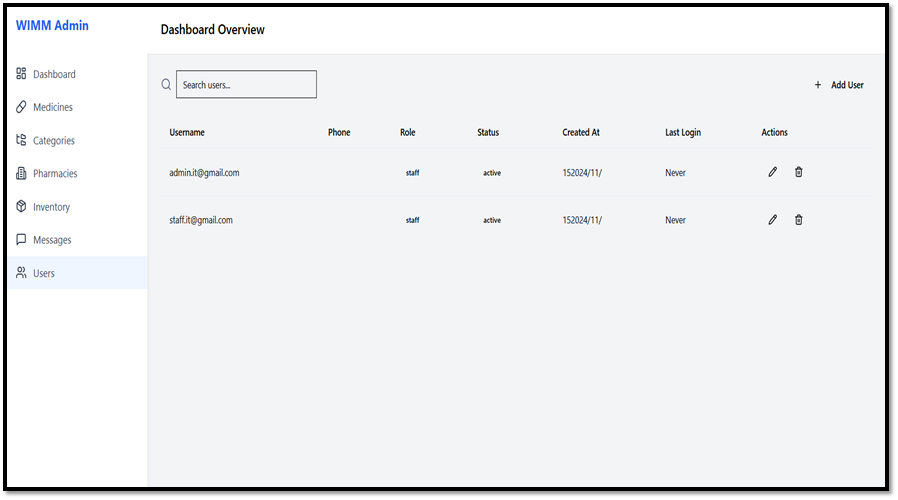 WIMM Admin
Dashboard Overview
Dashboard
Medicines
Categories
Pharmacies
Inventory
Messages
Users
Search users...
+ Add User
Username Phone Role Status Created At Last Login Actions
admin.it@gmail.com staff active 152024/11/ Never
staff.it@gmail.com staff active 152024/11/ Never